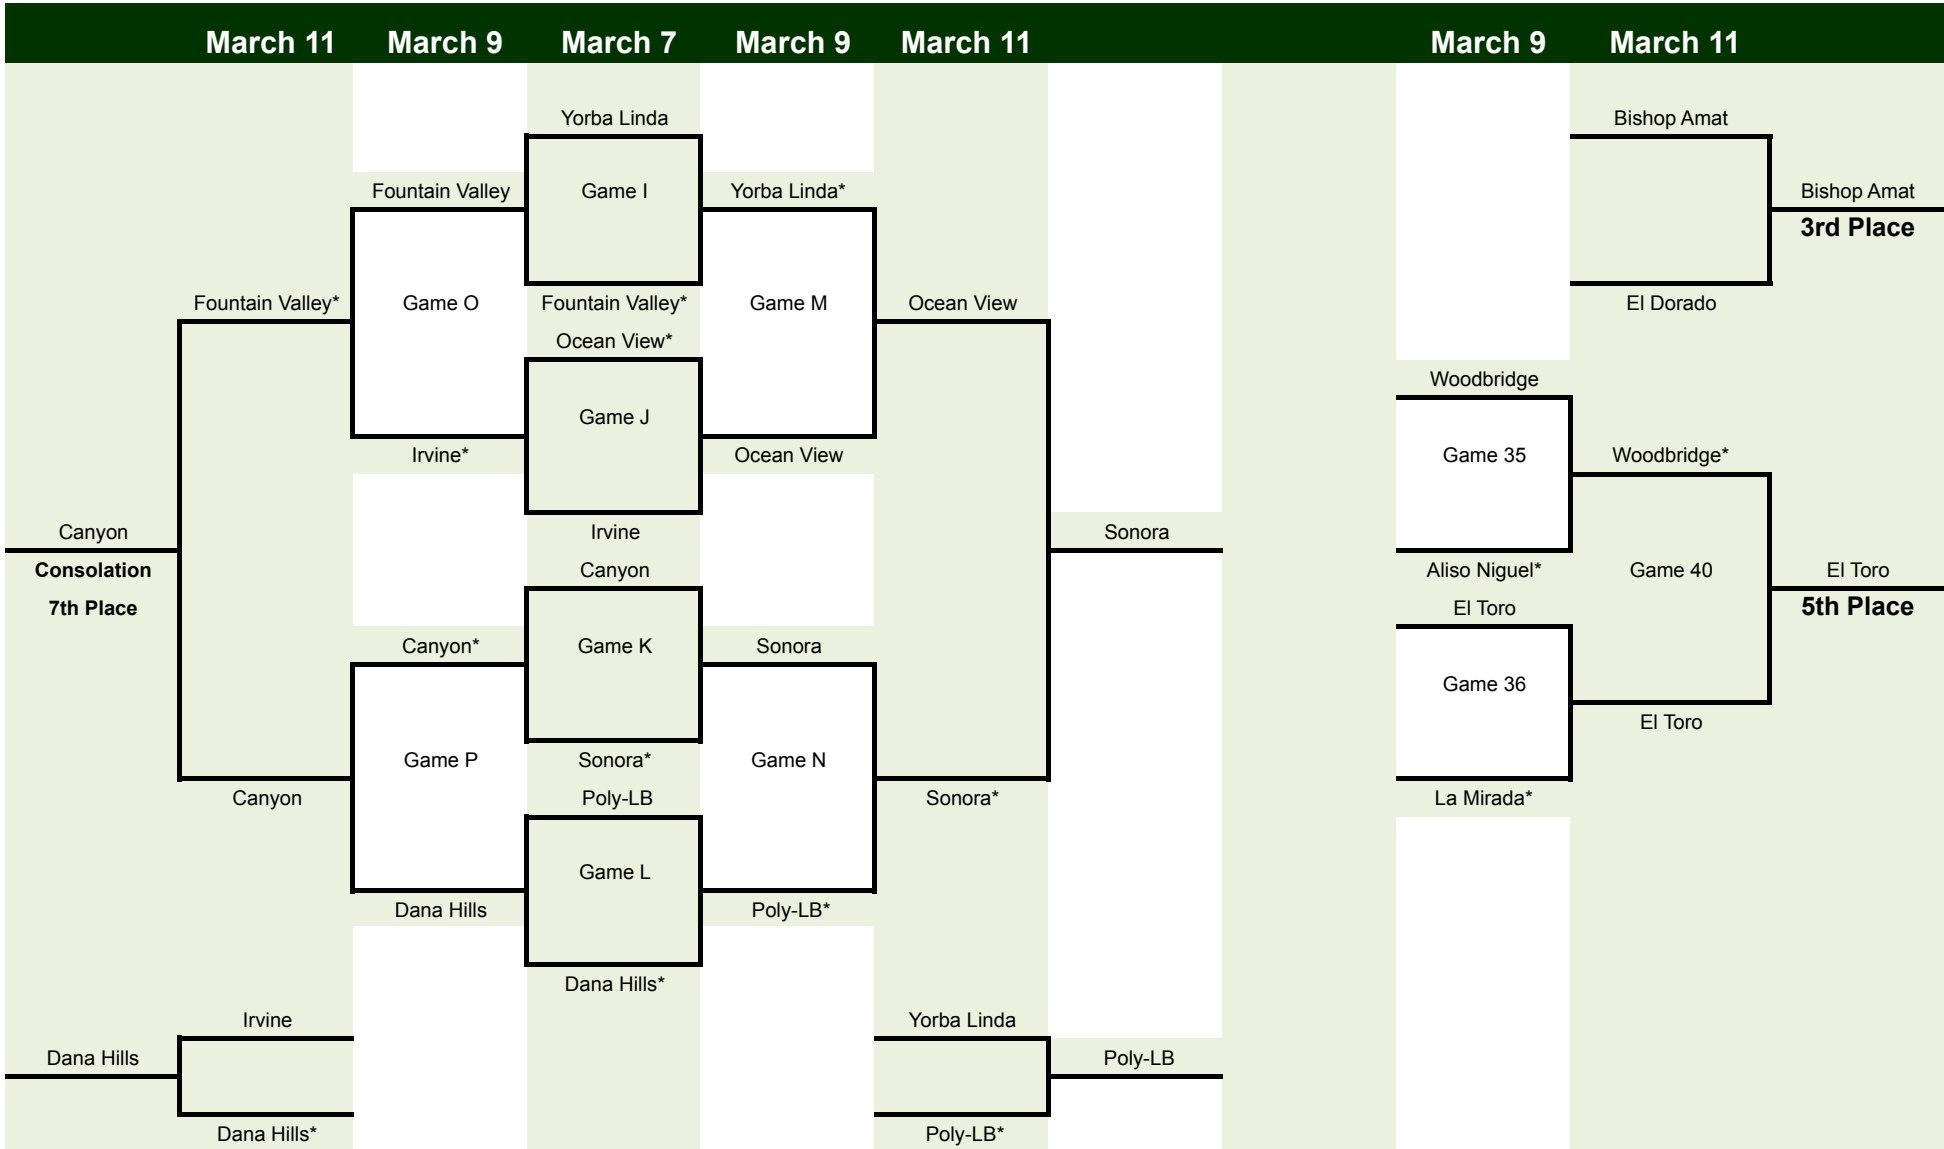 March 11 March 9 March 7 March 9 March 11 March 9 March 11
Yorba Linda Bishop Amat
Fountain Valley Game I Yorba Linda* Bishop Amat
3rd Place
Fountain Valley* Game O Fountain Valley* Game M Ocean View El Dorado
Ocean View*
Woodbridge
Game J
Irvine* Ocean View Game 35 Woodbridge*
Canyon Irvine Sonora
Consolation Canyon Aliso Niguel* Game 40 El Toro
7th Place El Toro 5th Place
Canyon* Game K Sonora
Game 36
El Toro
Game P Sonora* Game N
Canyon Poly-LB Sonora* La Mirada*
Game L
Dana Hills Poly-LB*
Dana Hills*
Irvine Yorba Linda
Dana Hills Poly-LB
Dana Hills* Poly-LB*